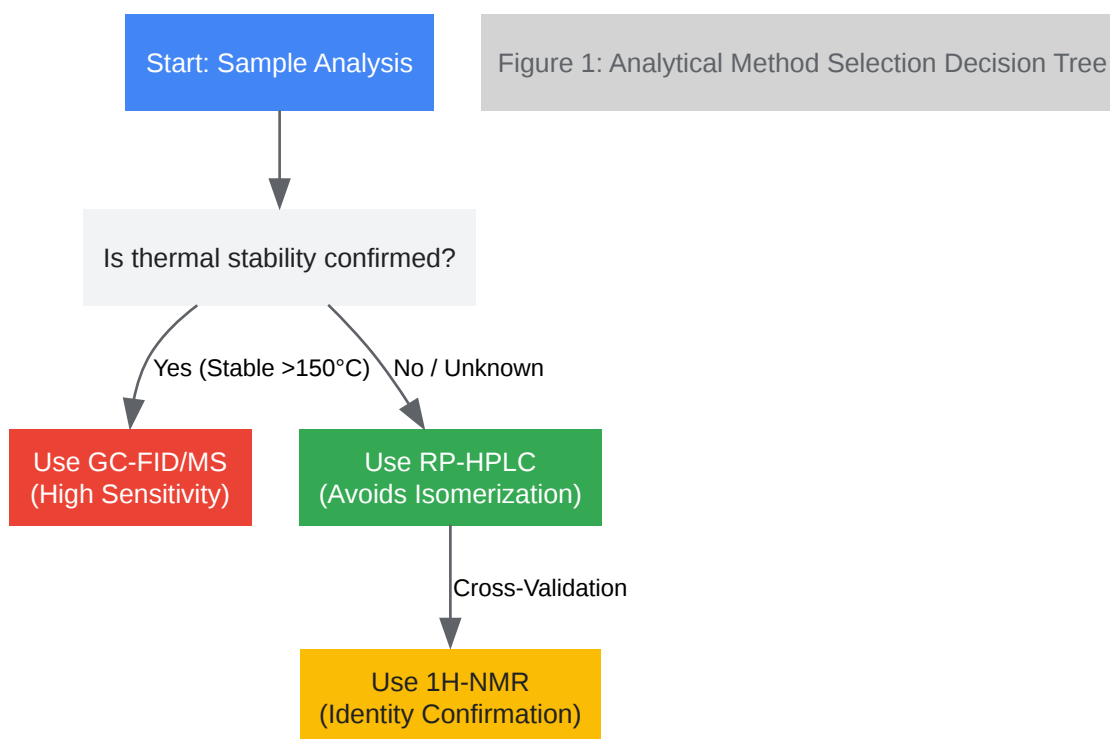 Start: Sample Analysis
Figure 1: Analytical Method Selection Decision Tree
Is thermal stability confirmed?
Yes (Stable >150°C)
No / Unknown
Use GC-FID/MS
(High Sensitivity)
Use RP-HPLC
(Avoids Isomerization)
Cross-Validation
Use 1H-NMR
(Identity Confirmation)